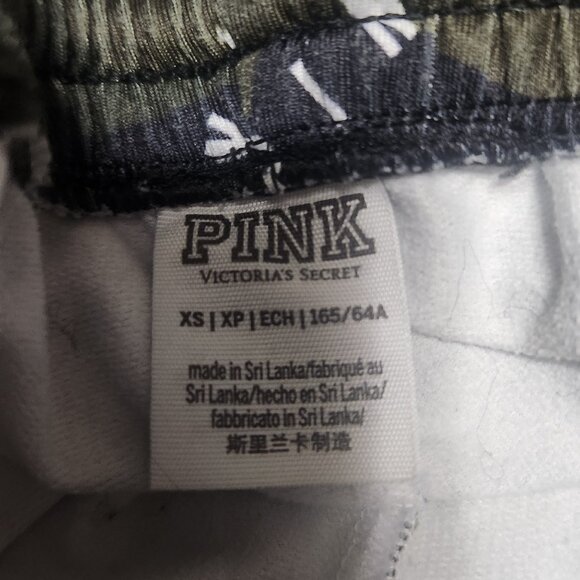 PINK
VICTORIA'S SECRET
XS | XP | ECH | 165/64A
made in Sri Lanka/fabriqué au
Sri Lanka/hecho en Sri Lanka/
fabbricato in Sri Lanka/
斯里兰卡制造